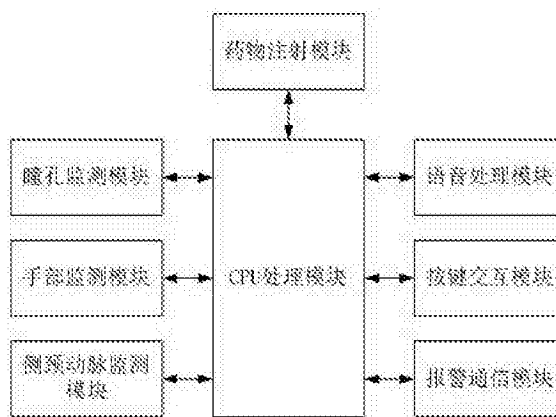 药物注射模块
瞳孔监测模块
语音处理模块
手部监测模块
CPU处理模块
按键交互模块
侧颈动脉监测
模块
报警通信模块